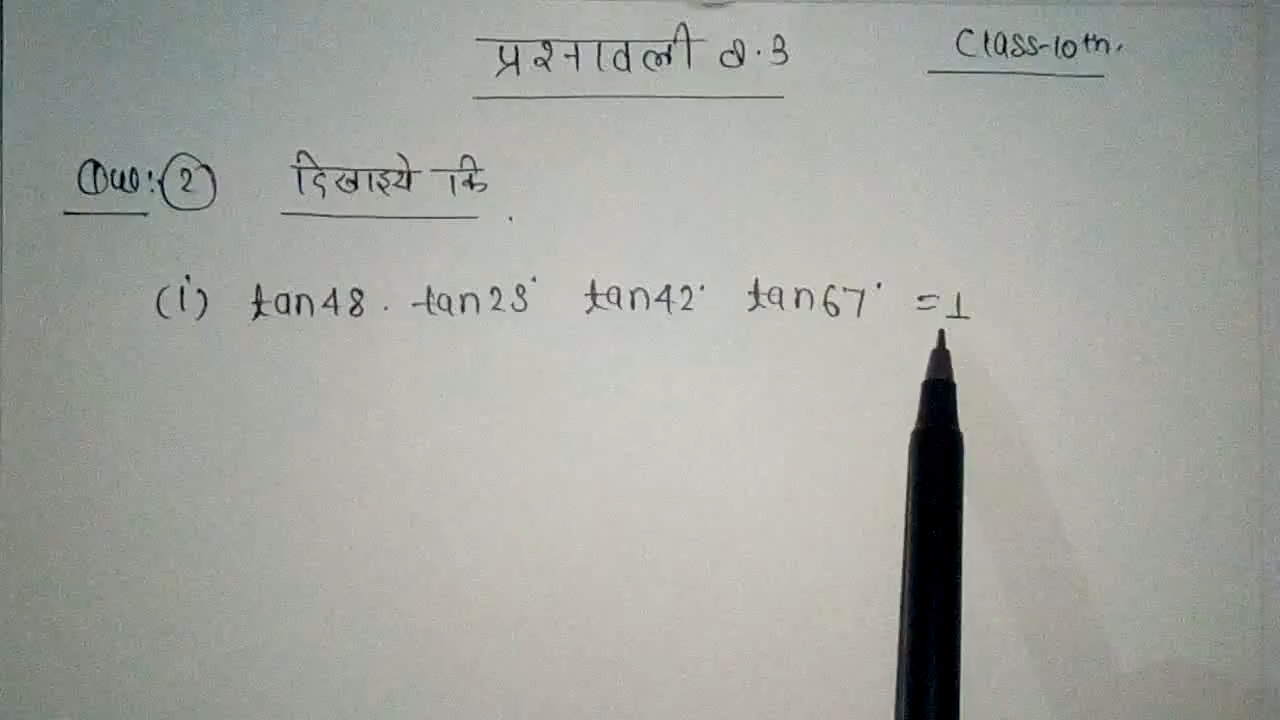 प्रश्नावली 8.3
Class-10th.
Que:(2) दिखाइये कि
(i) tan48. tan23° tan42° tan67° =1